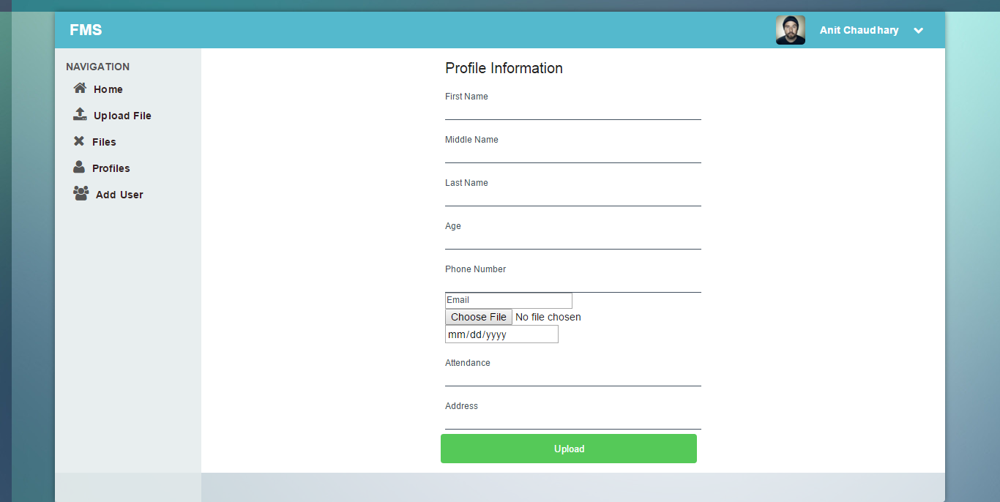 FMS
Anit Chaudhary
NAVIGATION
Home
Upload File
Files
Profiles
Add User
Profile Information
First Name
Middle Name
Last Name
Age
Phone Number
Email
Choose File No file chosen
mm/dd/yyyy
Attendance
Address
Upload